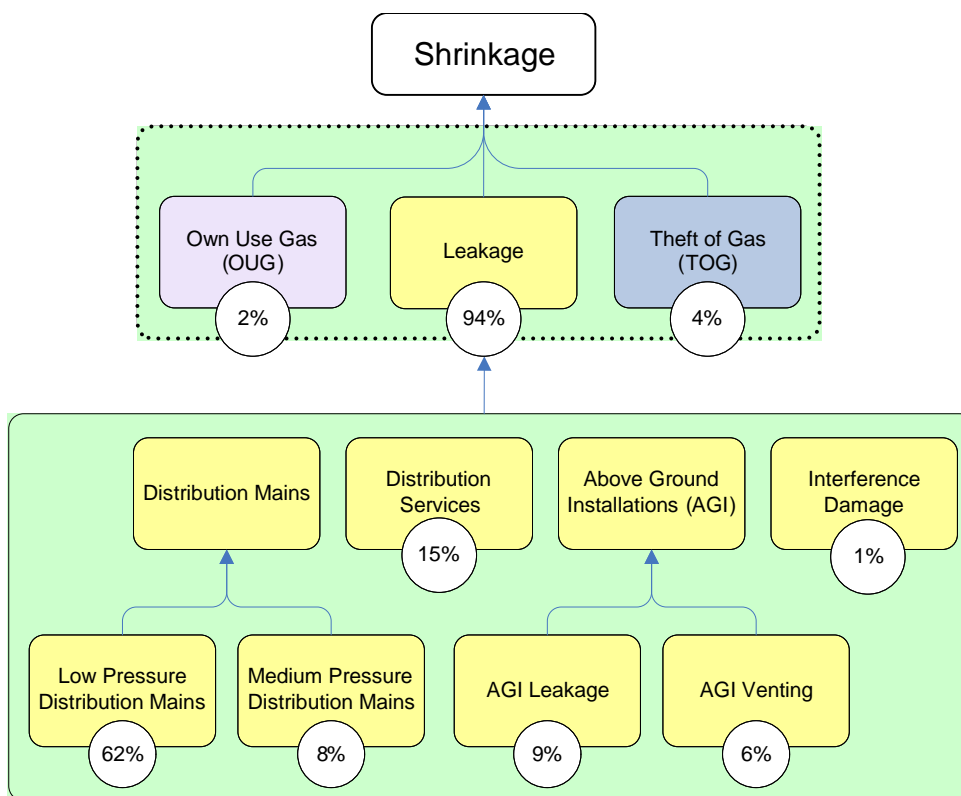 Shrinkage
Own Use Gas
(OUG)
2%
Leakage
94%
Theft of Gas
(TOG)
4%
Distribution Mains
Distribution
Services
15%
Above Ground
Installations (AGI)
Interference
Damage
1%
Low Pressure
Distribution Mains
62%
Medium Pressure
Distribution Mains
8%
AGI Leakage
9%
AGI Venting
6%